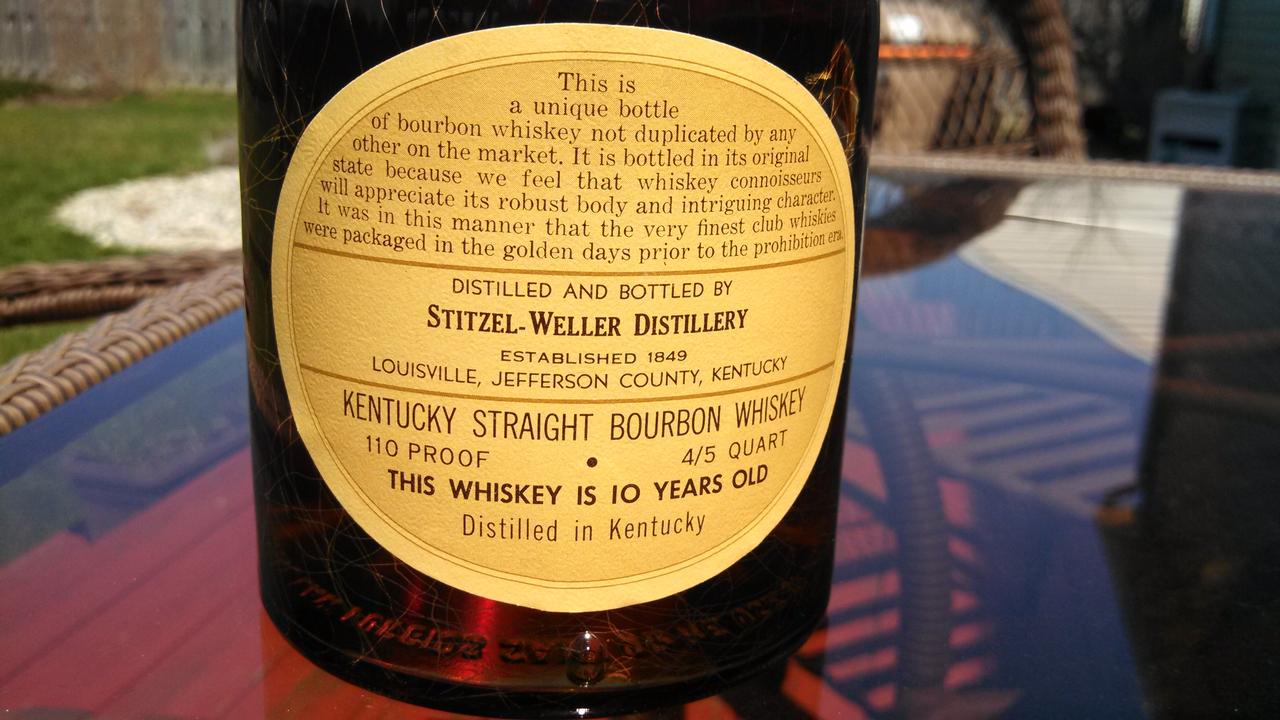 This is
a unique bottle
of bourbon whiskey not duplicated by any
other on the market. It is bottled in its original
state because we feel that whiskey connoisseurs
will appreciate its robust body and intriguing character.
It was in this manner that the very finest club whiskies
were packaged in the golden days prior to the prohibition era.
DISTILLED AND BOTTLED BY
STITZEL-WELLER DISTILLERY
ESTABLISHED 1849
LOUISVILLE, JEFFERSON COUNTY, KENTUCKY
KENTUCKY STRAIGHT BOURBON WHISKEY
110 PROOF • 4/5 QUART
THIS WHISKEY IS 10 YEARS OLD
Distilled in Kentucky